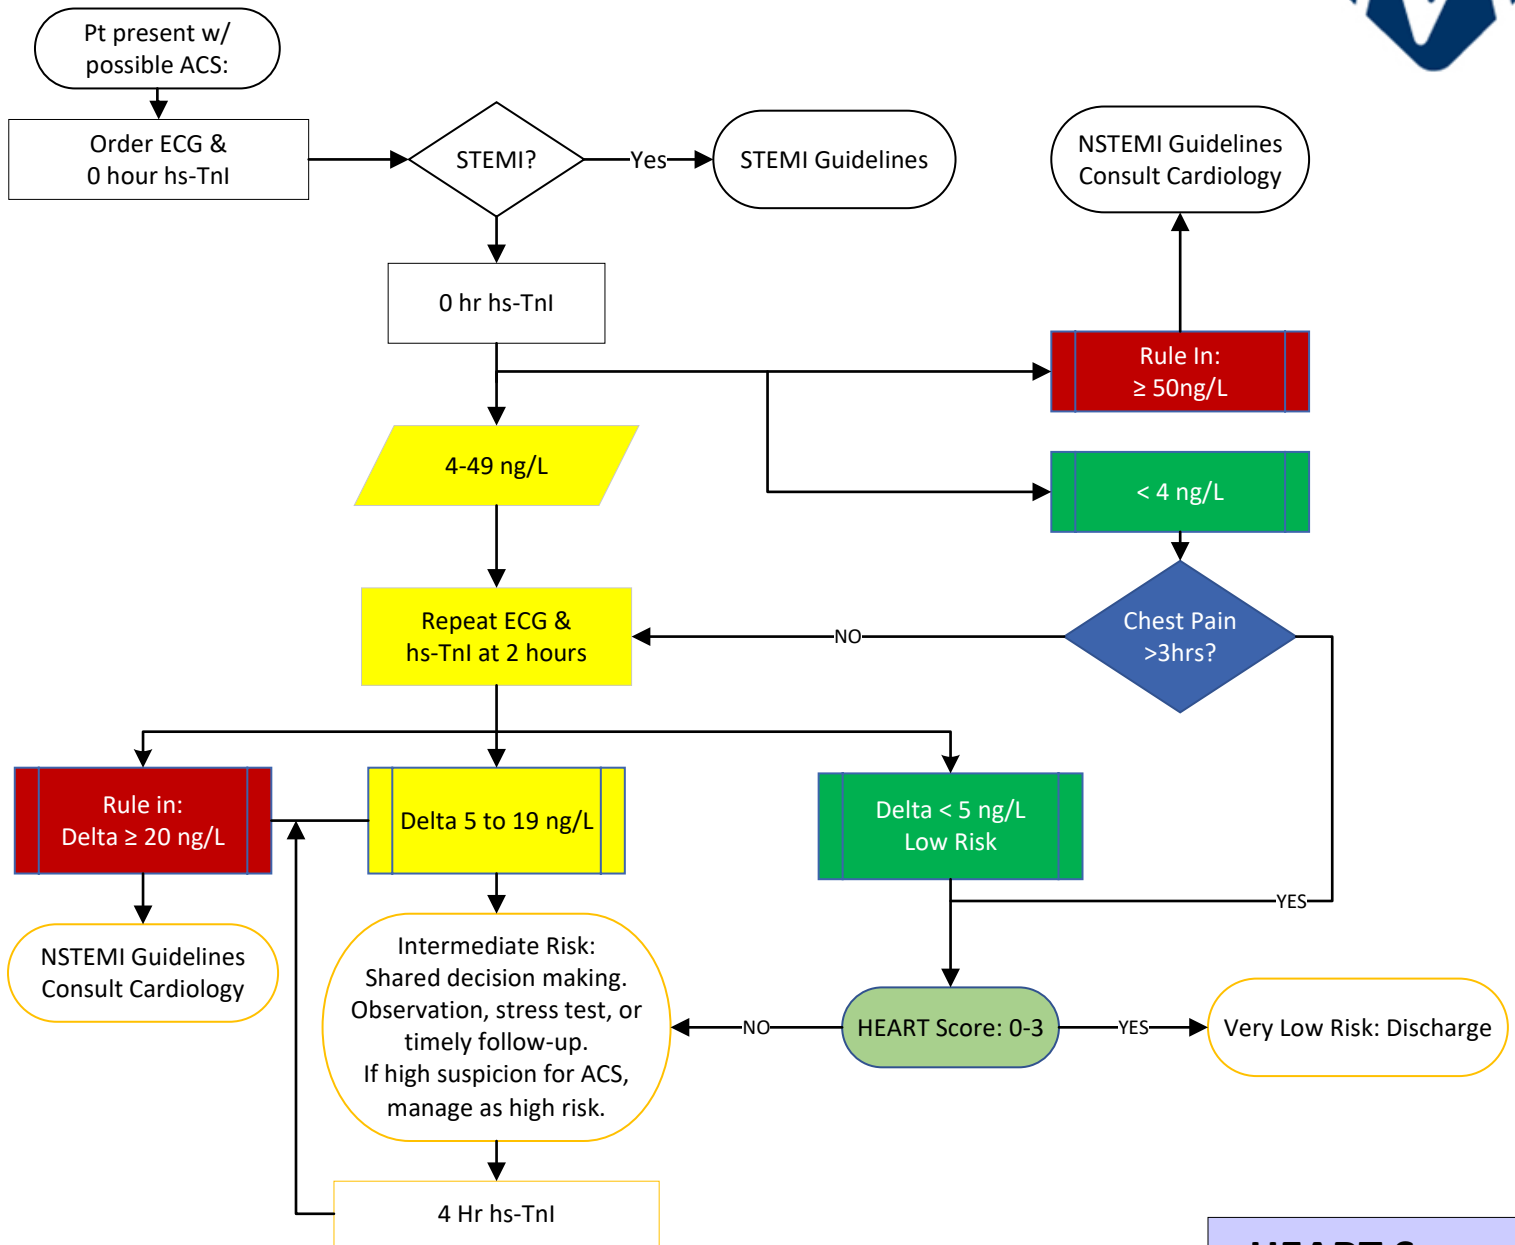 Pt present w/
possible ACS:
Order ECG &
0 hour hs-TnI
STEMI?
Yes
STEMI Guidelines
NSTEMI Guidelines
Consult Cardiology
0 hr hs-TnI
Rule In:
≥ 50ng/L
4-49 ng/L
< 4 ng/L
Chest Pain
>3hrs?
NO
Repeat ECG &
hs-TnI at 2 hours
Rule in:
Delta ≥ 20 ng/L
Delta 5 to 19 ng/L
Delta < 5 ng/L
Low Risk
YES
NSTEMI Guidelines
Consult Cardiology
Intermediate Risk:
Shared decision making.
Observation, stress test, or
timely follow-up.
If high suspicion for ACS,
manage as high risk.
NO
HEART Score: 0-3
YES
Very Low Risk: Discharge
4 Hr hs-TnI